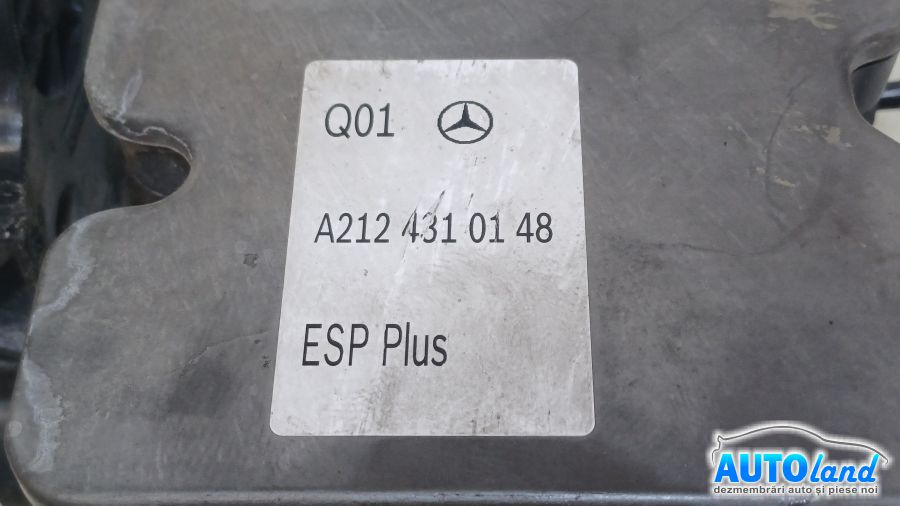 Q01
A212 431 01 48
ESP Plus
AUTOland
dezmembrări auto și piese noi